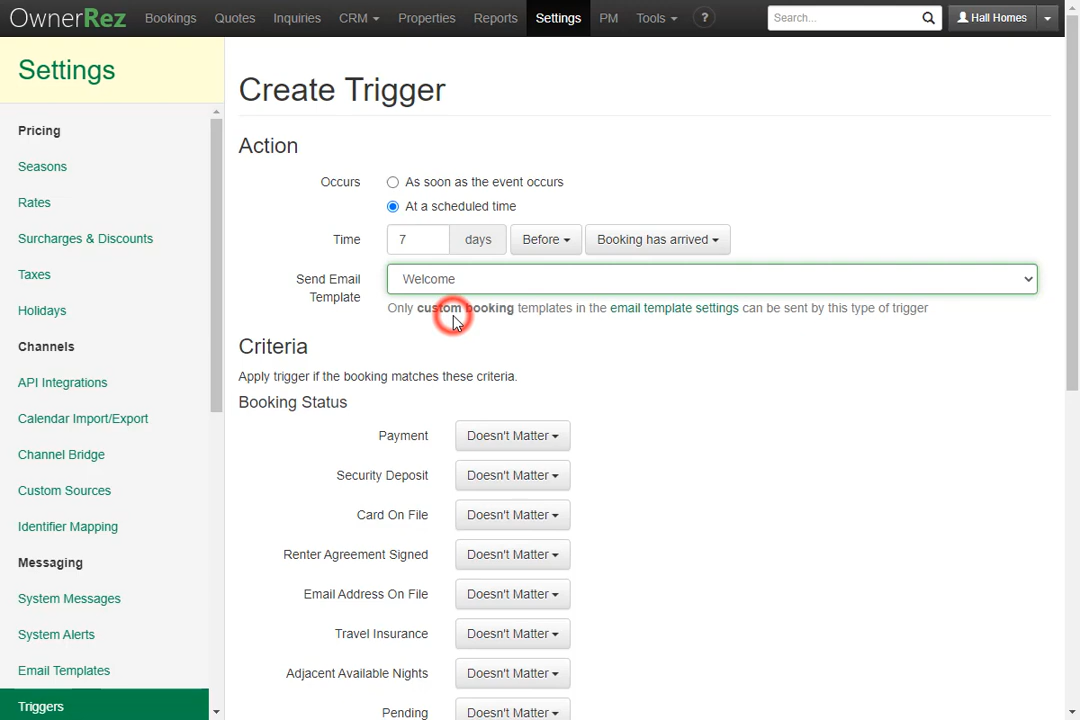 OwnerRez Bookings Quotes Inquiries CRM Properties Reports Settings PM Tools ? Search... Hall Homes
Settings
Pricing
Seasons
Rates
Surcharges & Discounts
Taxes
Holidays
Channels
API Integrations
Calendar Import/Export
Channel Bridge
Custom Sources
Identifier Mapping
Messaging
System Messages
System Alerts
Email Templates
Triggers
Create Trigger
Action
Occurs As soon as the event occurs
At a scheduled time
Time 7 days Before Booking has arrived
Send Email Template Welcome
Only custom booking templates in the email template settings can be sent by this type of trigger
Criteria
Apply trigger if the booking matches these criteria.
Booking Status
Payment Doesn't Matter
Security Deposit Doesn't Matter
Card On File Doesn't Matter
Renter Agreement Signed Doesn't Matter
Email Address On File Doesn't Matter
Travel Insurance Doesn't Matter
Adjacent Available Nights Doesn't Matter
Pending Doesn't Matter